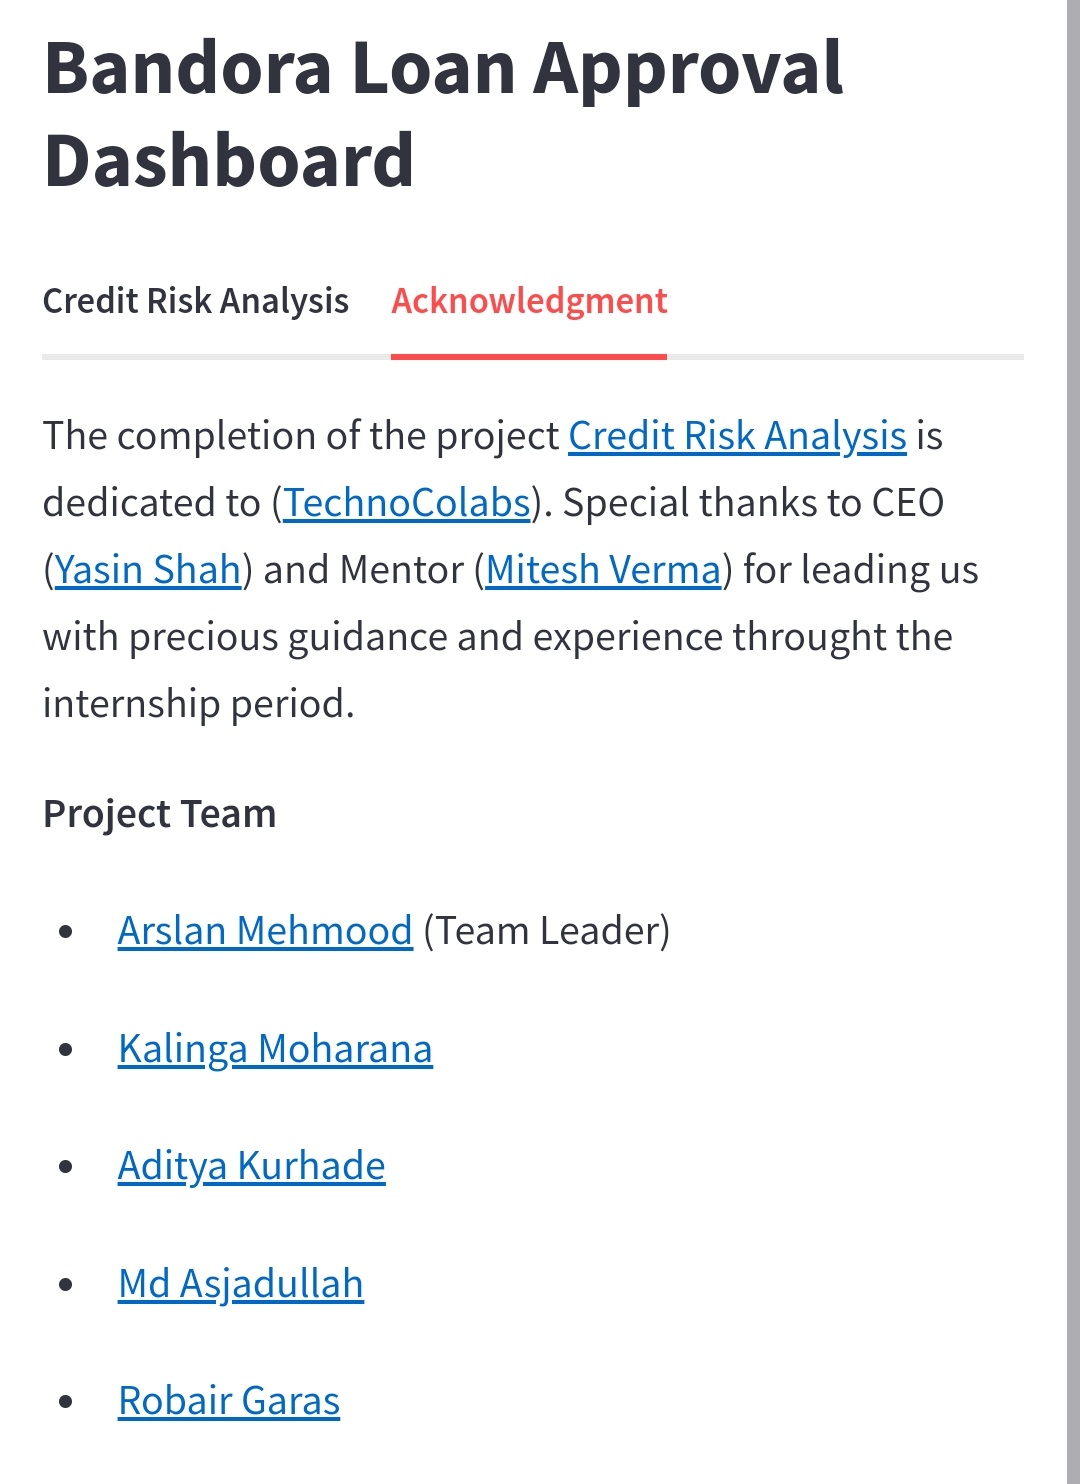 Bandora Loan Approval
Dashboard
Credit Risk Analysis Acknowledgment
The completion of the project Credit Risk Analysis is
dedicated to (TechnoColabs). Special thanks to CEO
(Yasin Shah) and Mentor (Mitesh Verma) for leading us
with precious guidance and experience throught the
internship period.
Project Team
• Arslan Mehmood (Team Leader)
• Kalinga Moharana
• Aditya Kurhade
• Md Asjadullah
• Robair Garas